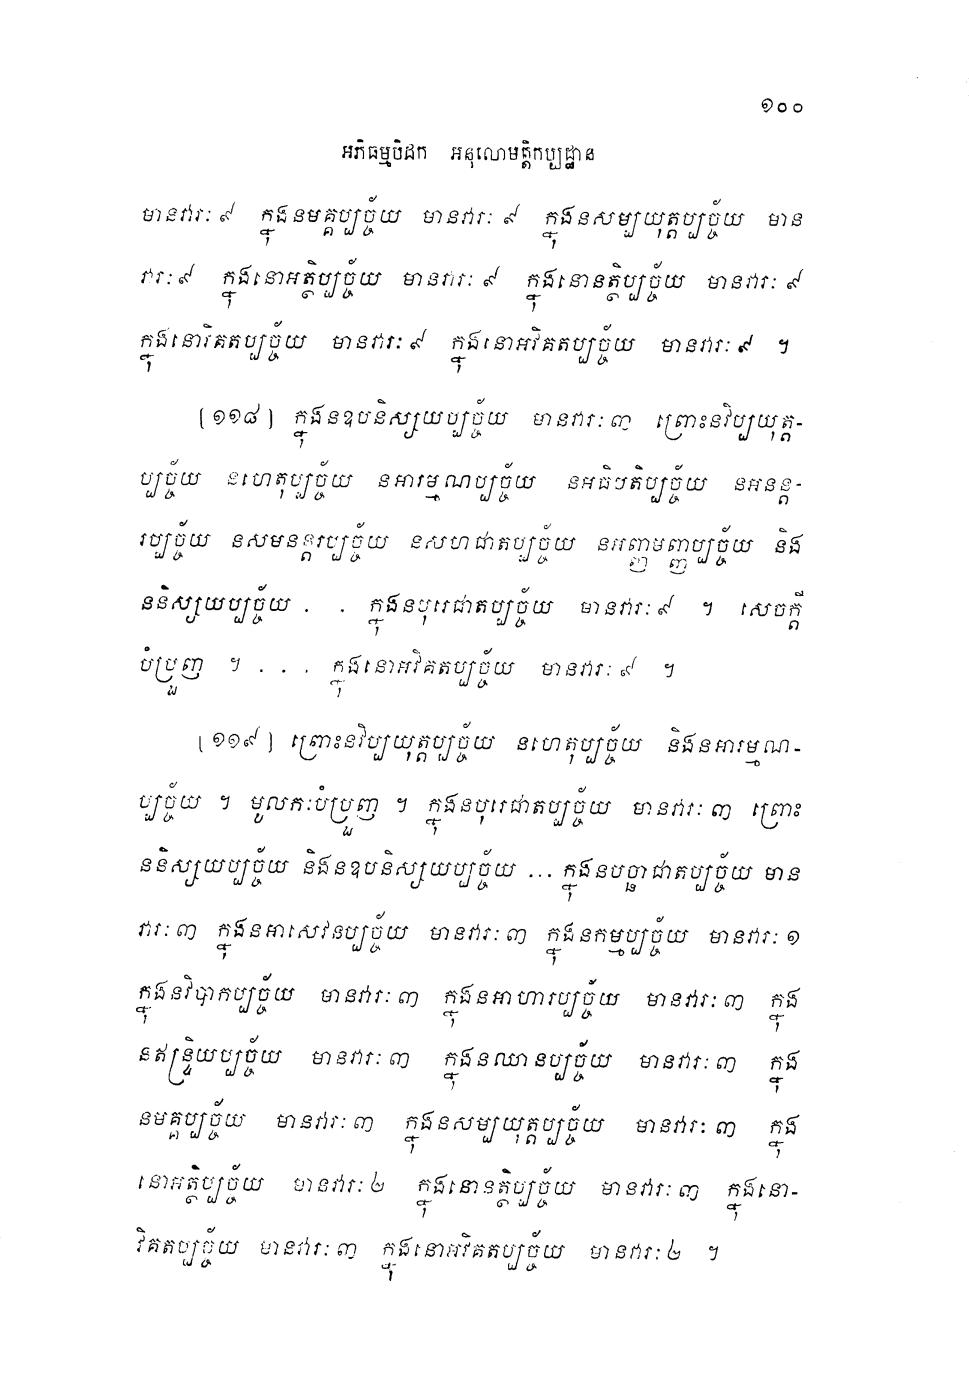 ១០០
អភិធម្មបិដក អនុលោមត្តិកប្បដ្ឋាន
មានវារៈ ៩ ក្នុងនមគ្គប្បច្ច័យ មានវារៈ ៩ ក្នុងនសម្បយុត្តប្បច្ច័យ មាន
វារៈ ៩ ក្នុងនោអត្ថិប្បច្ច័យ មានវារៈ ៩ ក្នុងនោនត្ថិប្បច្ច័យ មានវារៈ ៩
ក្នុងនោវិគតប្បច្ច័យ មានវារៈ ៩ ក្នុងនោអវិគតប្បច្ច័យ មានវារៈ ៩ ។
[១១៨] ក្នុងនឧបនិស្សយប្បច្ច័យ មានវារៈ ៣ ព្រោះនវិប្បយុត្ត-
ប្បច្ច័យ នហេតុប្បច្ច័យ នអារម្មណប្បច្ច័យ នអធិបតិប្បច្ច័យ នអនន្ត-
រប្បច្ច័យ នសមនន្តរប្បច្ច័យ នសហជាតប្បច្ច័យ នអញ្ញមញ្ញប្បច្ច័យ និង
ននិស្សយប្បច្ច័យ . . ក្នុងនបុរេជាតប្បច្ច័យ មានវារៈ ៩ ។ សេចក្តី
បំប្រួញ ។ . . . ក្នុងនោអវិគតប្បច្ច័យ មានវារៈ ៩ ។
[១១៩] ព្រោះនវិប្បយុត្តប្បច្ច័យ នហេតុប្បច្ច័យ និងនអារម្មណ-
ប្បច្ច័យ ។ មូលកៈបំប្រួញ ។ ក្នុងនបុរេជាតប្បច្ច័យ មានវារៈ ៣ ព្រោះ
ននិស្សយប្បច្ច័យ និងនឧបនិស្សយប្បច្ច័យ ... ក្នុងនបច្ឆាជាតប្បច្ច័យ មាន
វារៈ ៣ ក្នុងនអាសេវនប្បច្ច័យ មានវារៈ ៣ ក្នុងនកម្មប្បច្ច័យ មានវារៈ ១
ក្នុងនវិបាកប្បច្ច័យ មានវារៈ ៣ ក្នុងនអាហារប្បច្ច័យ មានវារៈ ៣ ក្នុង
នឥន្ទ្រិយប្បច្ច័យ មានវារៈ ៣ ក្នុងនឈានប្បច្ច័យ មានវារៈ ៣ ក្នុង
នមគ្គប្បច្ច័យ មានវារៈ ៣ ក្នុងនសម្បយុត្តប្បច្ច័យ មានវារៈ ៣ ក្នុង
នោអត្ថិប្បច្ច័យ មានវារៈ ២ ក្នុងនោនត្ថិប្បច្ច័យ មានវារៈ ៣ ក្នុងនោ-
វិគតប្បច្ច័យ មានវារៈ ៣ ក្នុងនោអវិគតប្បច្ច័យ មានវារៈ ២ ។